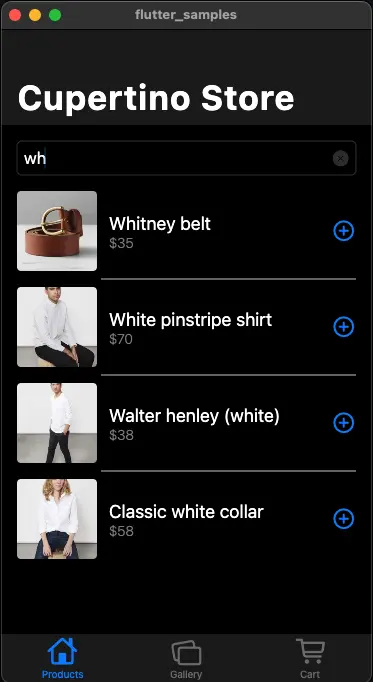 flutter_samples
Cupertino Store
wh
Whitney belt
$35
White pinstripe shirt
$70
Walter henley (white)
$38
Classic white collar
$58
Products
Gallery
Cart